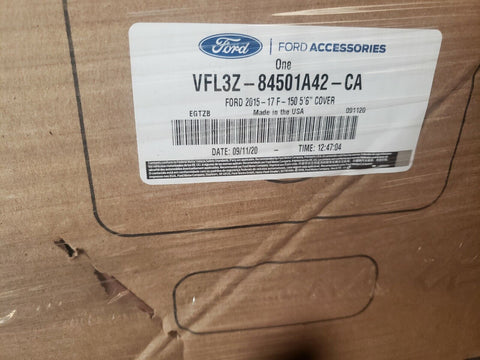 Ford
FORD ACCESSORIES
One
VFL3Z-84501A42-CA
FORD 2015-17 F-150 5'6" COVER
EGTZB Made in the USA 091120
DATE: 09/11/20 - TIME: 12:47:04